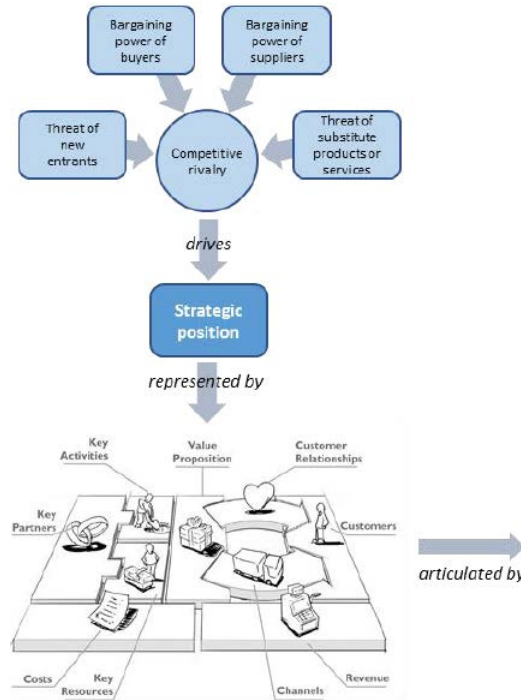 Bargaining
power of
buyers
Bargaining
power of
suppliers
Threat of
new
entrants
Competitive
rivalry
Threat of
substitute
products or
services
drives
Strategic
position
represented by
Key
Activities
Value
Proposition
Customer
Relationships
Key
Partners
Customers
articulated by
Costs
Key
Resources
Channels
Revenue